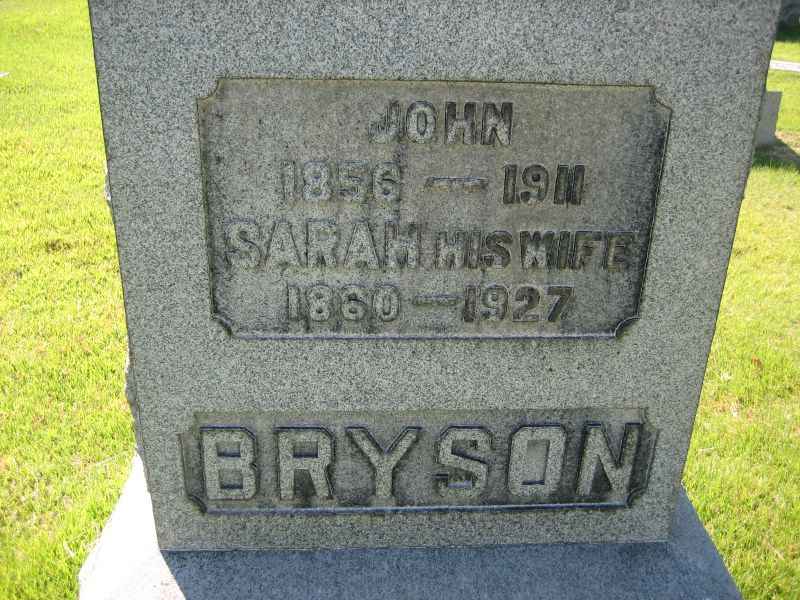 JOHN
1856 — 1911
SARAH HIS WIFE
1860 — 1927
BRYSON